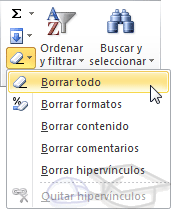 Σ
Ordenar
y filtrar
Buscar y
seleccionar
Borrar todo
Borrar formatos
Borrar contenido
Borrar comentarios
Borrar hipervínculos
Quitar hipervínculos